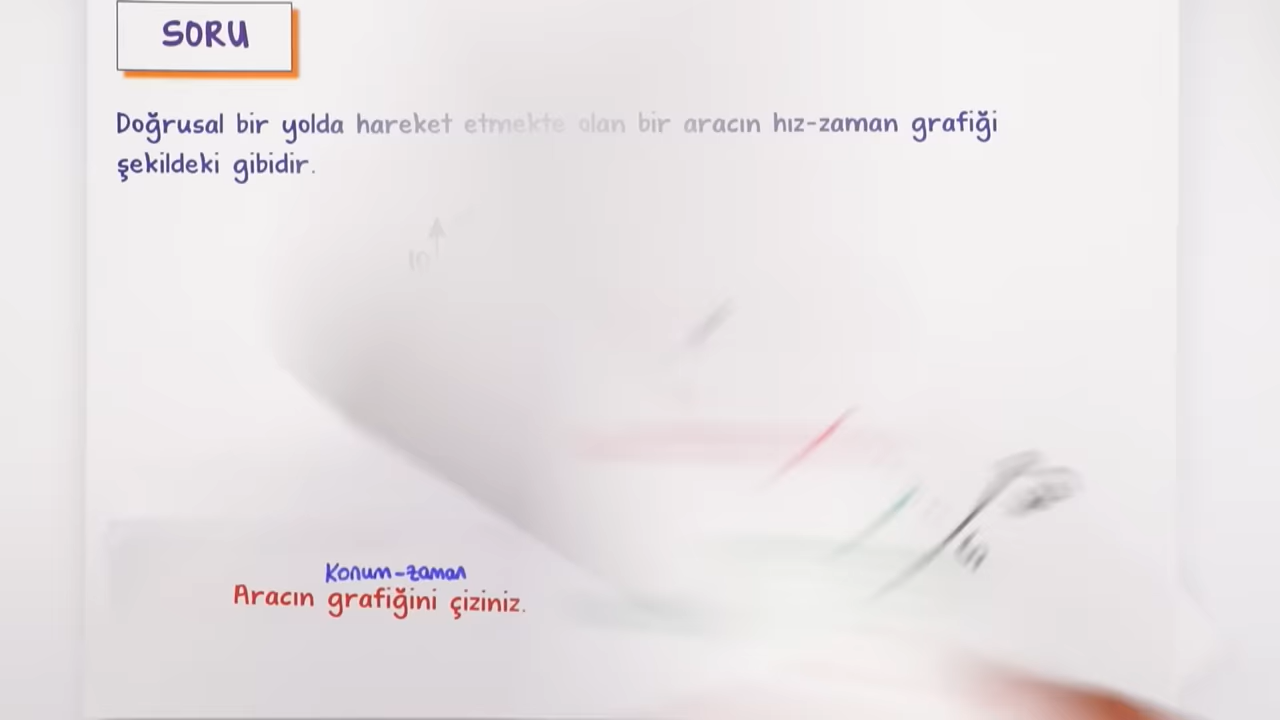 SORU
Doğrusal bir yolda hareket etmekte olan bir aracın hız-zaman grafiği
şekildeki gibidir.
Konum-zaman
Aracın grafiğini çiziniz.